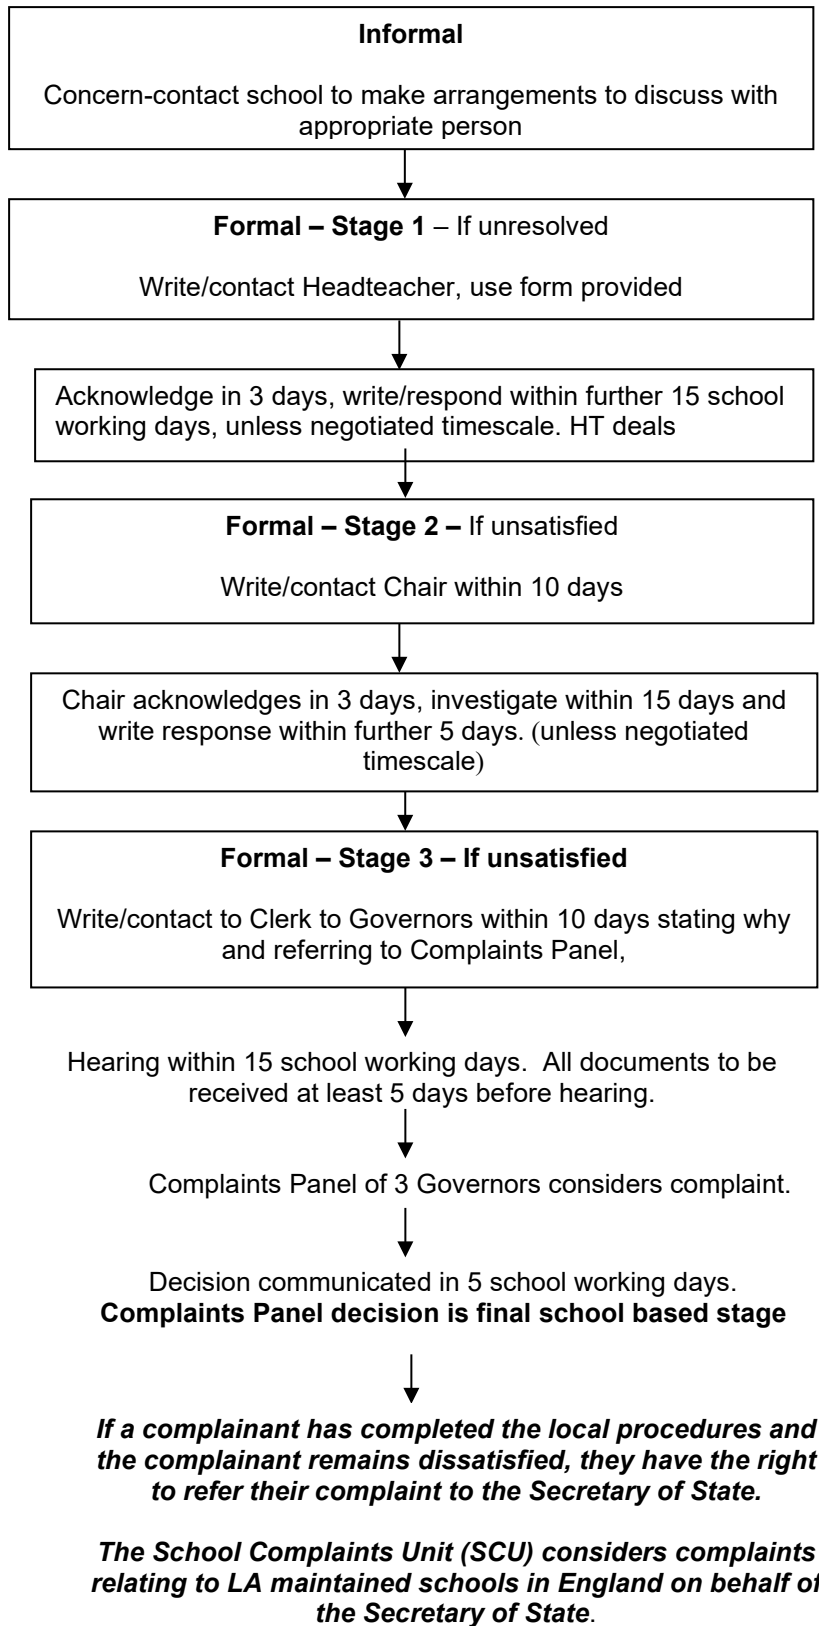 Informal
Concern-contact school to make arrangements to discuss with
appropriate person
Formal – Stage 1 – If unresolved
Write/contact Headteacher, use form provided
Acknowledge in 3 days, write/respond within further 15 school
working days, unless negotiated timescale. HT deals
Formal – Stage 2 – If unsatisfied
Write/contact Chair within 10 days
Chair acknowledges in 3 days, investigate within 15 days and
write response within further 5 days. (unless negotiated
timescale)
Formal – Stage 3 – If unsatisfied
Write/contact to Clerk to Governors within 10 days stating why
and referring to Complaints Panel,
Hearing within 15 school working days.  All documents to be
received at least 5 days before hearing.
Complaints Panel of 3 Governors considers complaint.
Decision communicated in 5 school working days.
Complaints Panel decision is final school based stage
If a complainant has completed the local procedures and
the complainant remains dissatisfied, they have the right
to refer their complaint to the Secretary of State.
The School Complaints Unit (SCU) considers complaints
relating to LA maintained schools in England on behalf of
the Secretary of State.